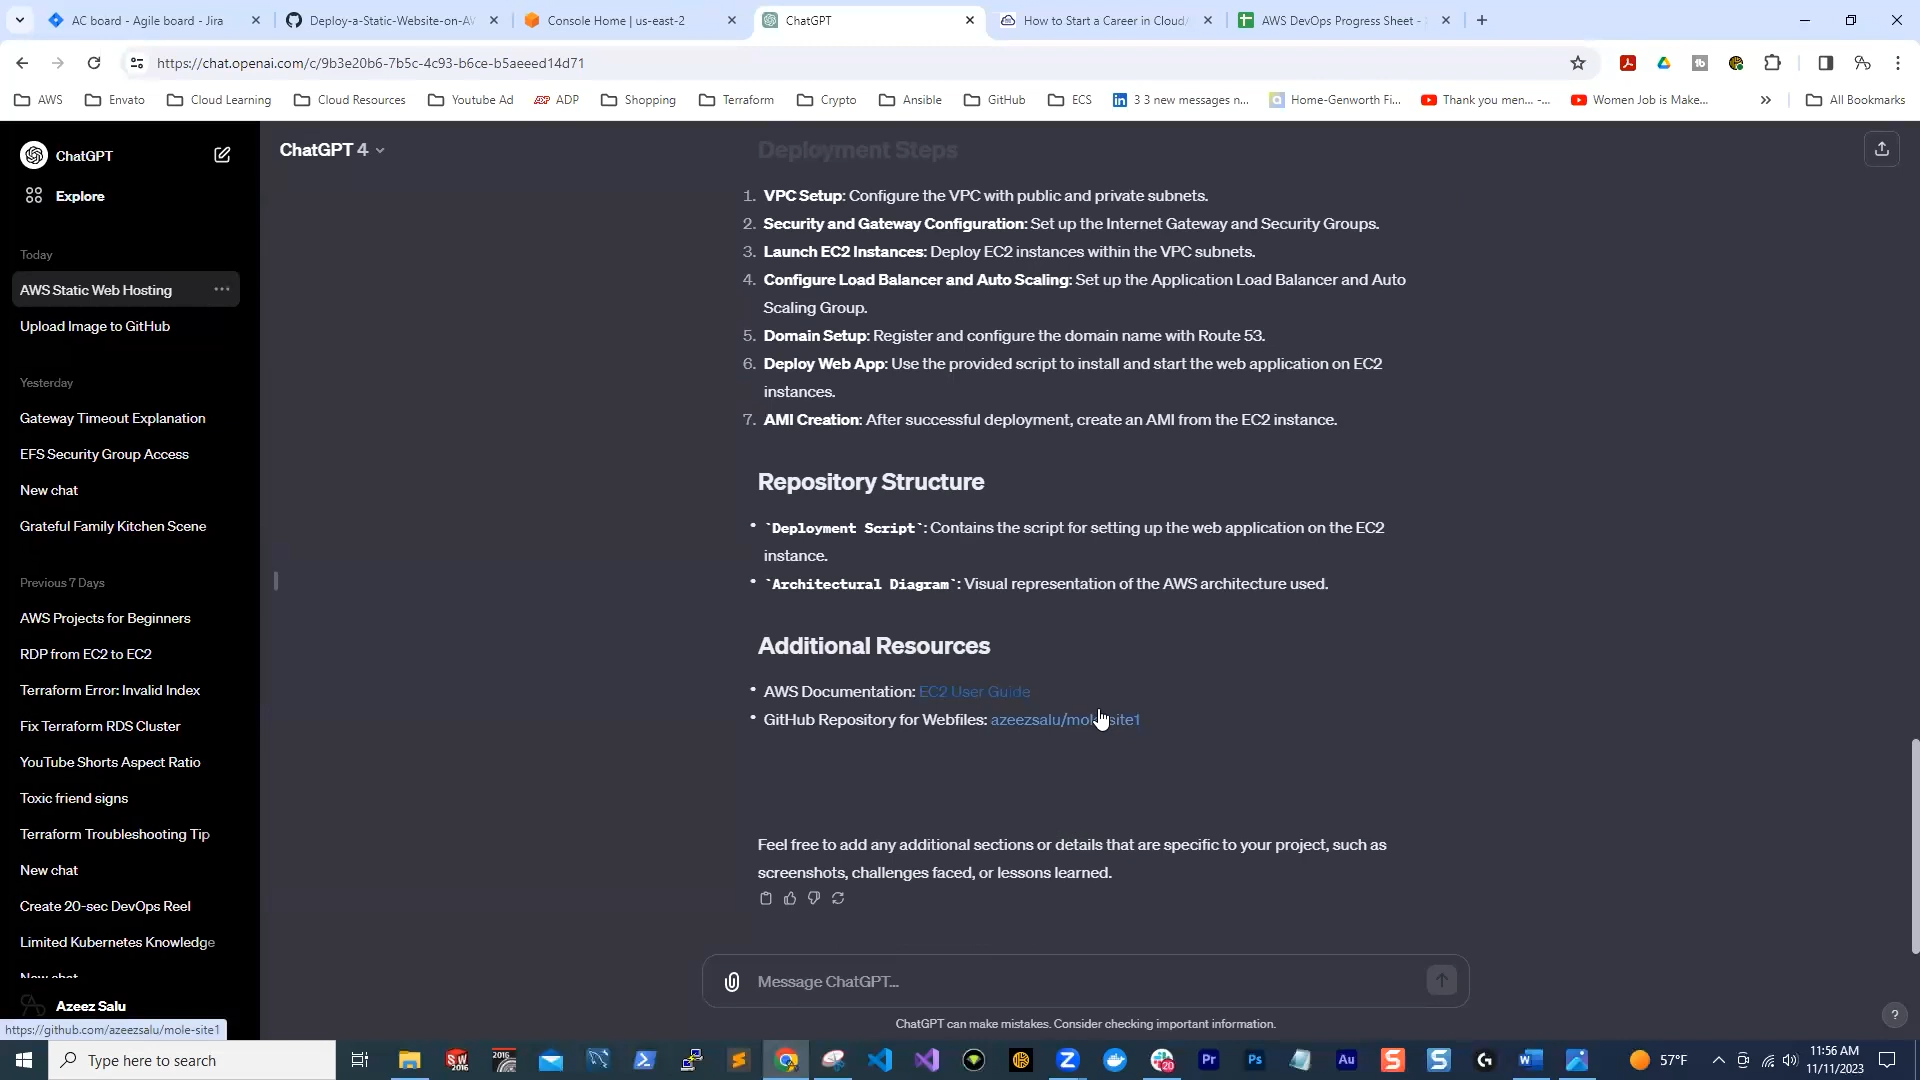 AC board - Agile board - Jira
Deploy-a-Static-Website-on-AW
Console Home | us-east-2
ChatGPT
How to Start a Career in Cloud/
AWS DevOps Progress Sheet -
https://chat.openai.com/c/9b3e20b6-7b5c-4c93-b6ce-b5aeeed14d71
AWS
Envato
Cloud Learning
Cloud Resources
Youtube Ad
ADP
Shopping
Terraform
Crypto
Ansible
GitHub
ECS
3 3 new messages n...
Home-Genworth Fi...
Thank you men... -...
Women Job is Make...
All Bookmarks
ChatGPT
Explore
Today
AWS Static Web Hosting
Upload Image to GitHub
Yesterday
Gateway Timeout Explanation
EFS Security Group Access
New chat
Grateful Family Kitchen Scene
Previous 7 Days
AWS Projects for Beginners
RDP from EC2 to EC2
Terraform Error: Invalid Index
Fix Terraform RDS Cluster
YouTube Shorts Aspect Ratio
Toxic friend signs
Terraform Troubleshooting Tip
New chat
Create 20-sec DevOps Reel
Limited Kubernetes Knowledge
New chat
Azeez Salu
https://github.com/azeezsalu/mole-site1
ChatGPT 4
Deployment Steps
1. VPC Setup: Configure the VPC with public and private subnets.
2. Security and Gateway Configuration: Set up the Internet Gateway and Security Groups.
3. Launch EC2 Instances: Deploy EC2 instances within the VPC subnets.
4. Configure Load Balancer and Auto Scaling: Set up the Application Load Balancer and Auto
Scaling Group.
5. Domain Setup: Register and configure the domain name with Route 53.
6. Deploy Web App: Use the provided script to install and start the web application on EC2
instances.
7. AMI Creation: After successful deployment, create an AMI from the EC2 instance.
Repository Structure
• `Deployment Script`: Contains the script for setting up the web application on the EC2
instance.
• `Architectural Diagram`: Visual representation of the AWS architecture used.
Additional Resources
• AWS Documentation: EC2 User Guide
• GitHub Repository for Webfiles: azeezsalu/mole-site1
Feel free to add any additional sections or details that are specific to your project, such as
screenshots, challenges faced, or lessons learned.
Message ChatGPT...
ChatGPT can make mistakes. Consider checking important information.
?
Type here to search
57°F
11:56 AM
11/11/2023